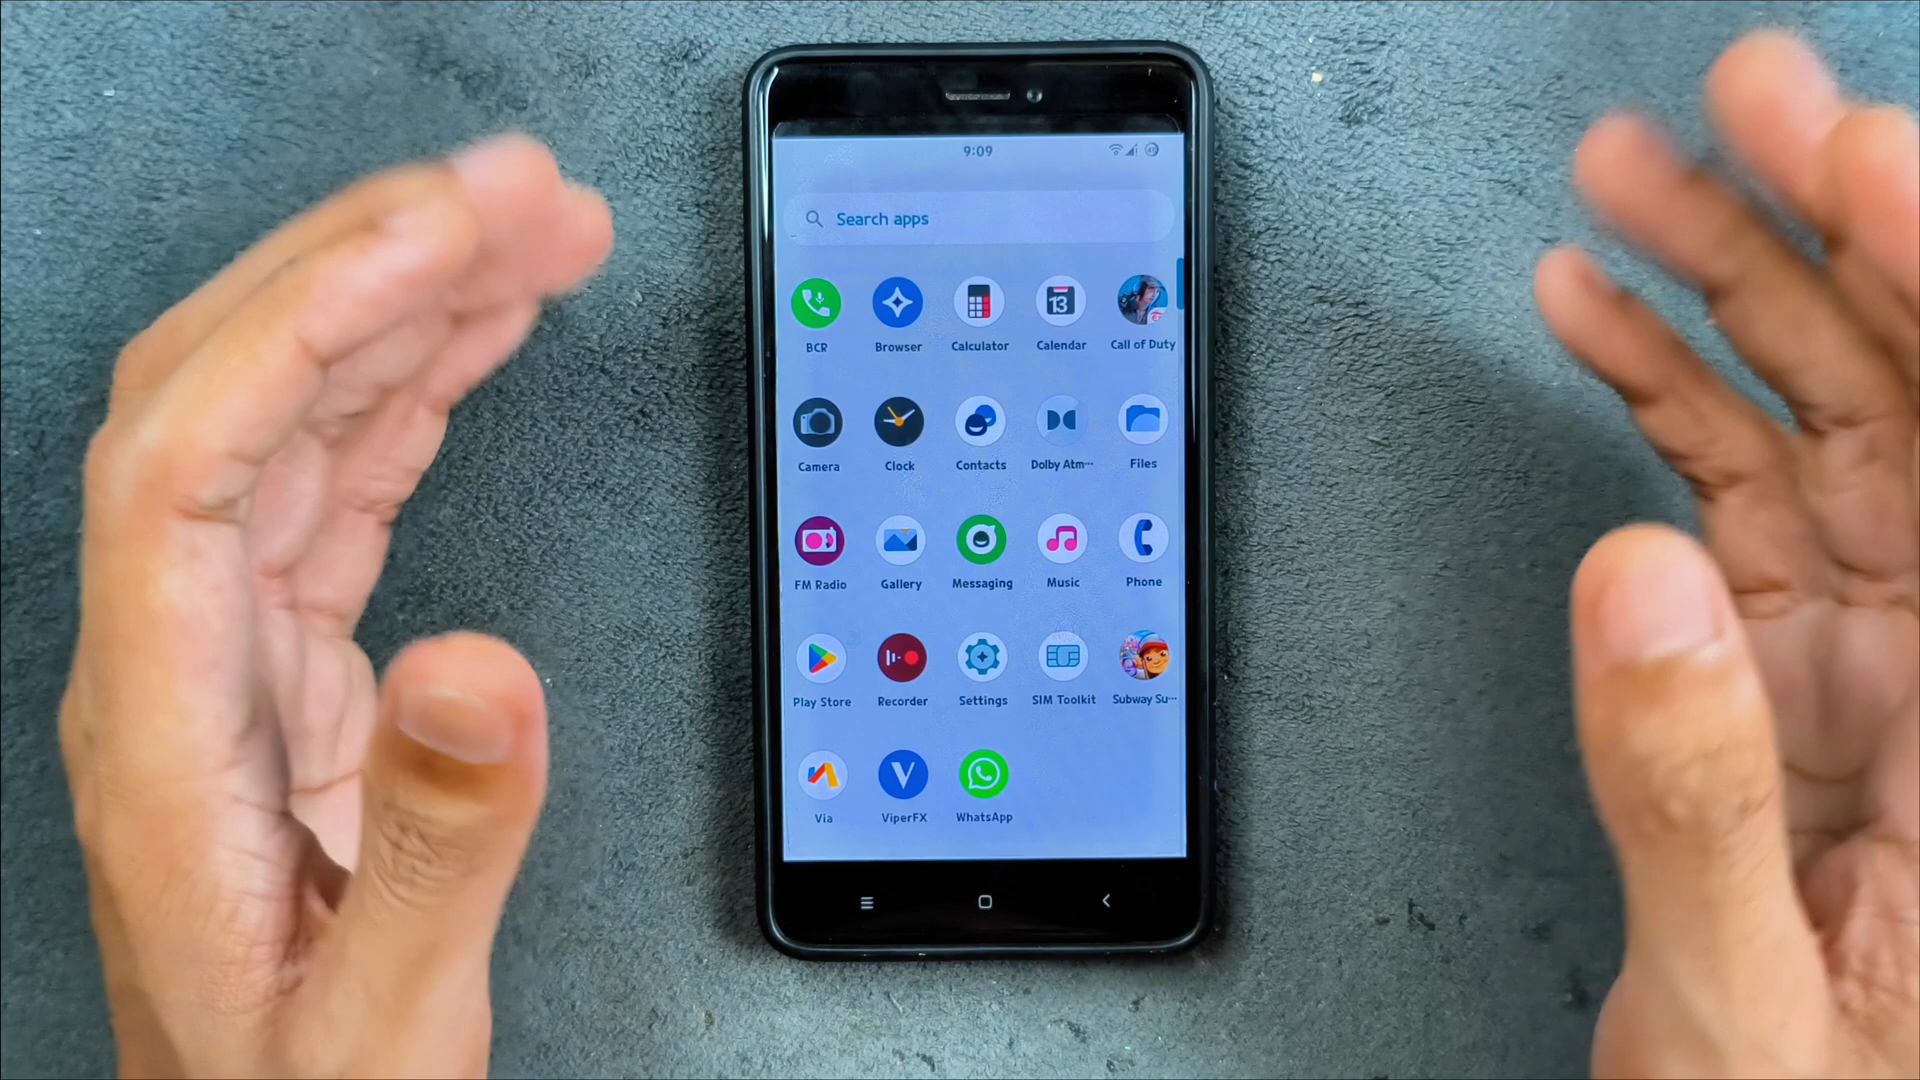 9:09
Search apps
BCR Browser Calculator Calendar Call of Duty
13
Camera Clock Contacts Dolby Atm··· Files
FM Radio Gallery Messaging Music Phone
Play Store Recorder Settings SIM Toolkit Subway Su···
V
Via ViperFX WhatsApp